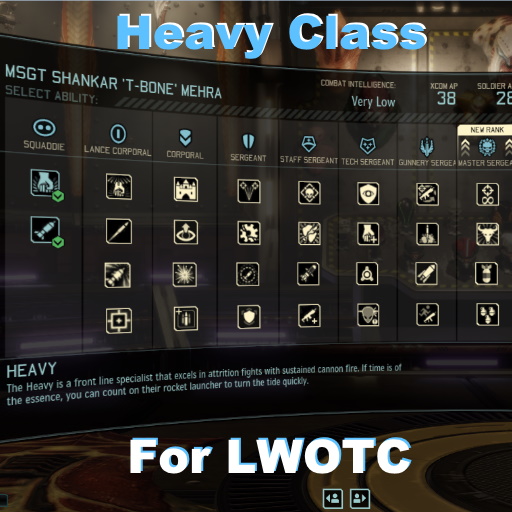 Heavy Class
MSGT SHANKAR 'T-BONE' MEHRA
SELECT ABILITY:
COMBAT INTELLIGENCE:
Very Low
XCOM AP
38
SOLDIER A
28
NEW RANK
SQUADDIE
LANCE CORPORAL
CORPORAL
SERGEANT
STAFF SERGEANT
TECH SERGEANT
GUNNERY SERGEA
MASTER SERGEA
HEAVY
The Heavy is a front line specialist that excels in attrition fights with sustained cannon fire. If time is of
the essence, you can count on their rocket launcher to turn the tide quickly.
For LWOTC